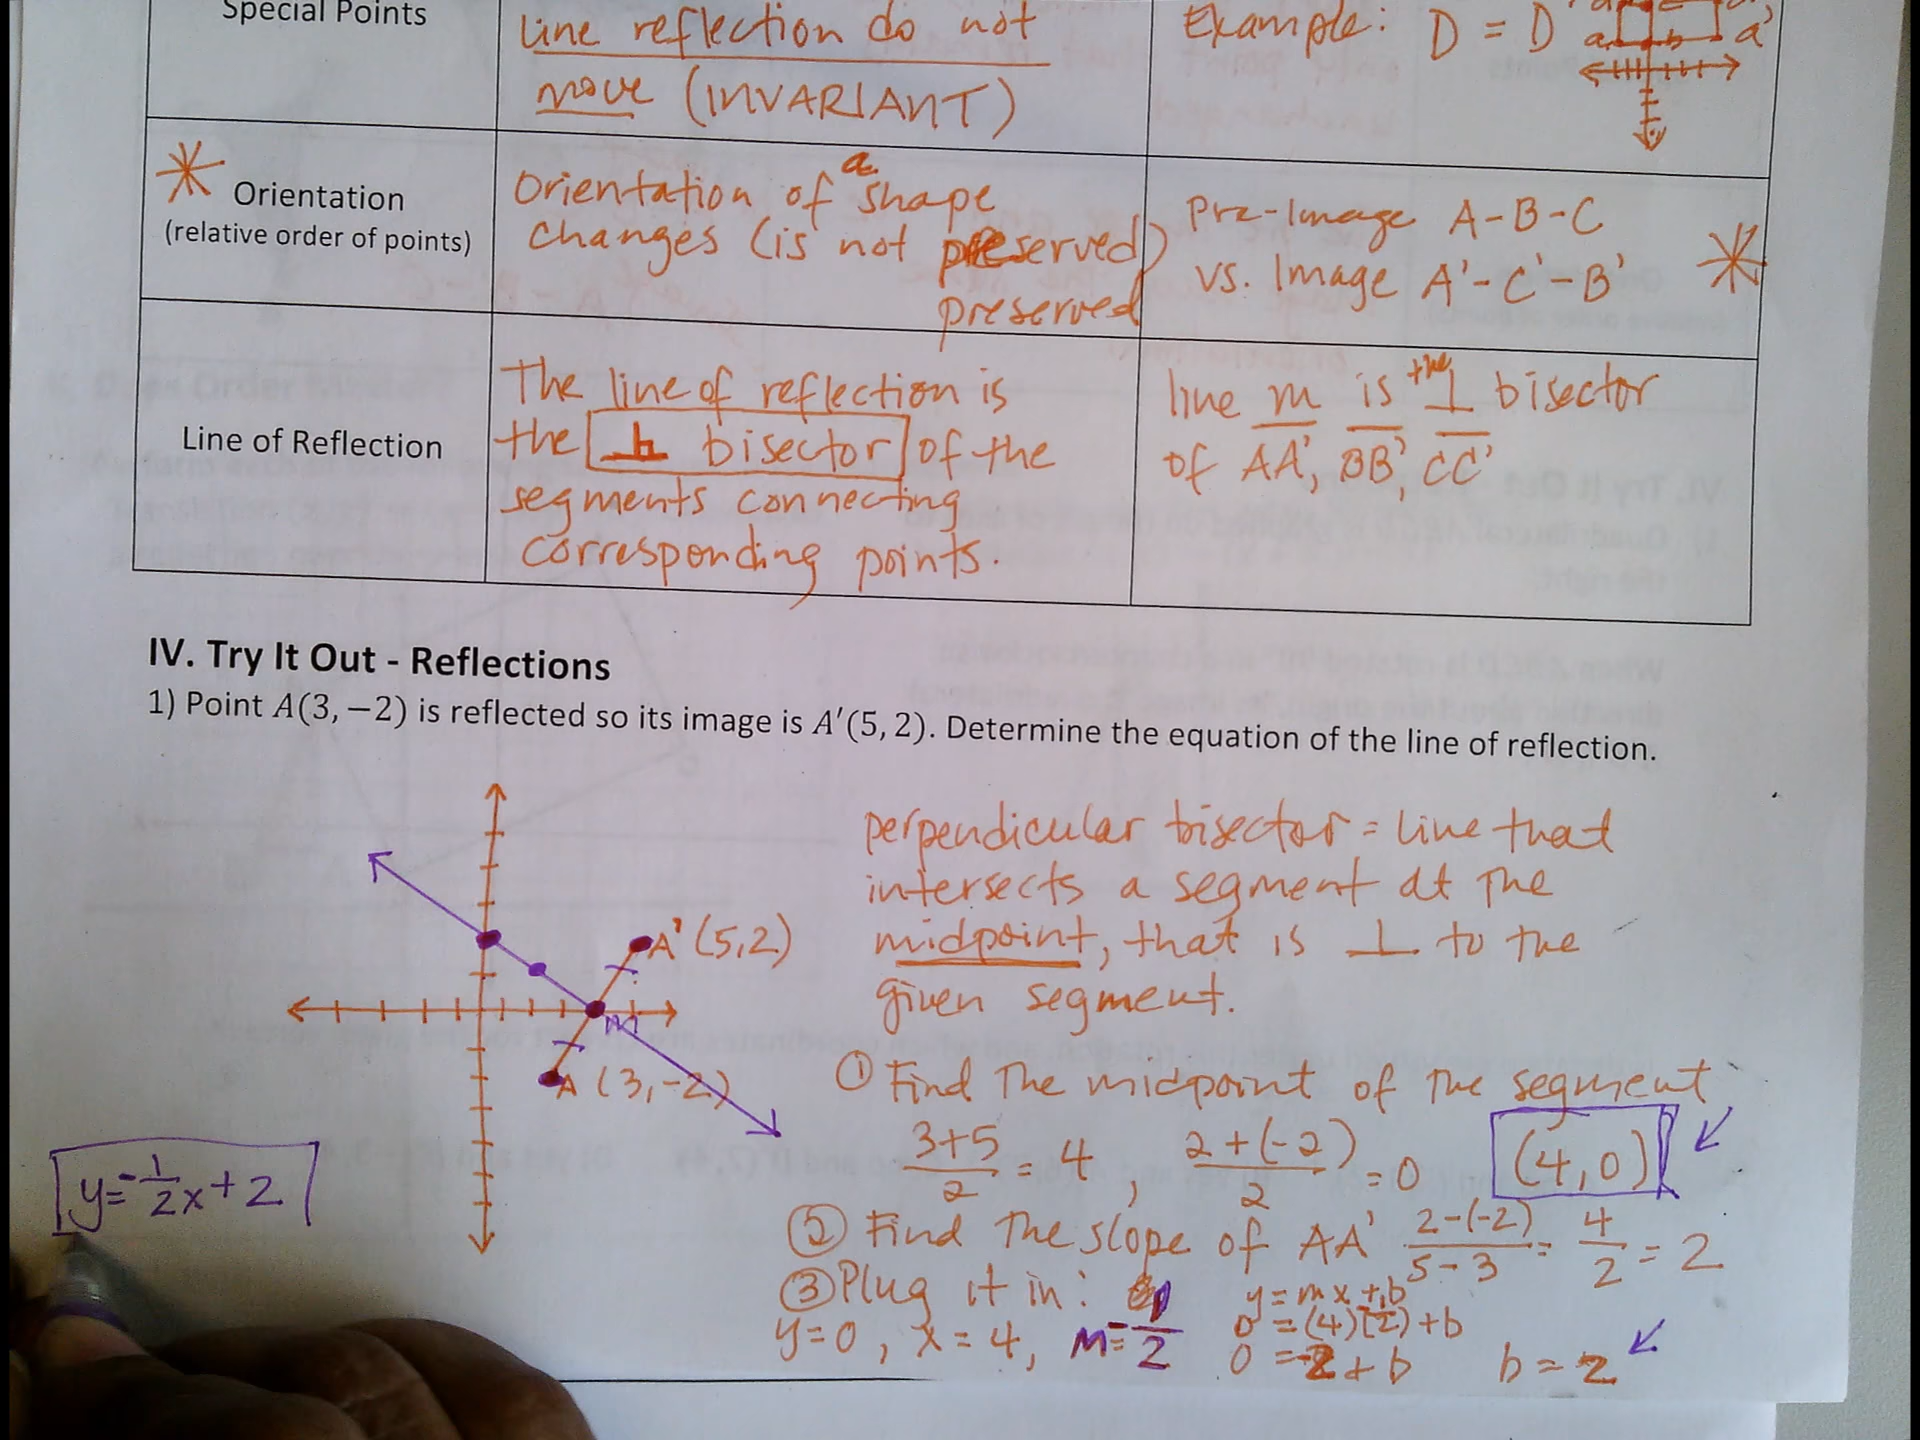 Special Points
line reflection do not
move (INVARIANT)
Example: D = D'
a b a'
Orientation
(relative order of points)
Orientation of a shape
changes (is not preserved)
preserved
Pre-Image A-B-C
vs. Image A'-C'-B'
Line of Reflection
The line of reflection is
the ⊥ bisector of the
segments connecting
corresponding points.
line m is the ⊥ bisector
of AA', BB', CC'
IV. Try It Out - Reflections
1) Point A(3, −2) is reflected so its image is A′(5, 2). Determine the equation of the line of reflection.
A' (5,2)
M
A (3,-2)
y=-1/2x+2
perpendicular bisector = line that
intersects a segment at the
midpoint, that is ⊥ to the
given segment.
① Find the midpoint of the segment
3+5/2 = 4, 2+(-2)/2 = 0 (4,0)
② Find the slope of AA' 2-(-2)/5-3 = 4/2 = 2
③ Plug it in:
y=0, x=4, m=-1/2
y=mx+b
0 = -2 + b b = 2